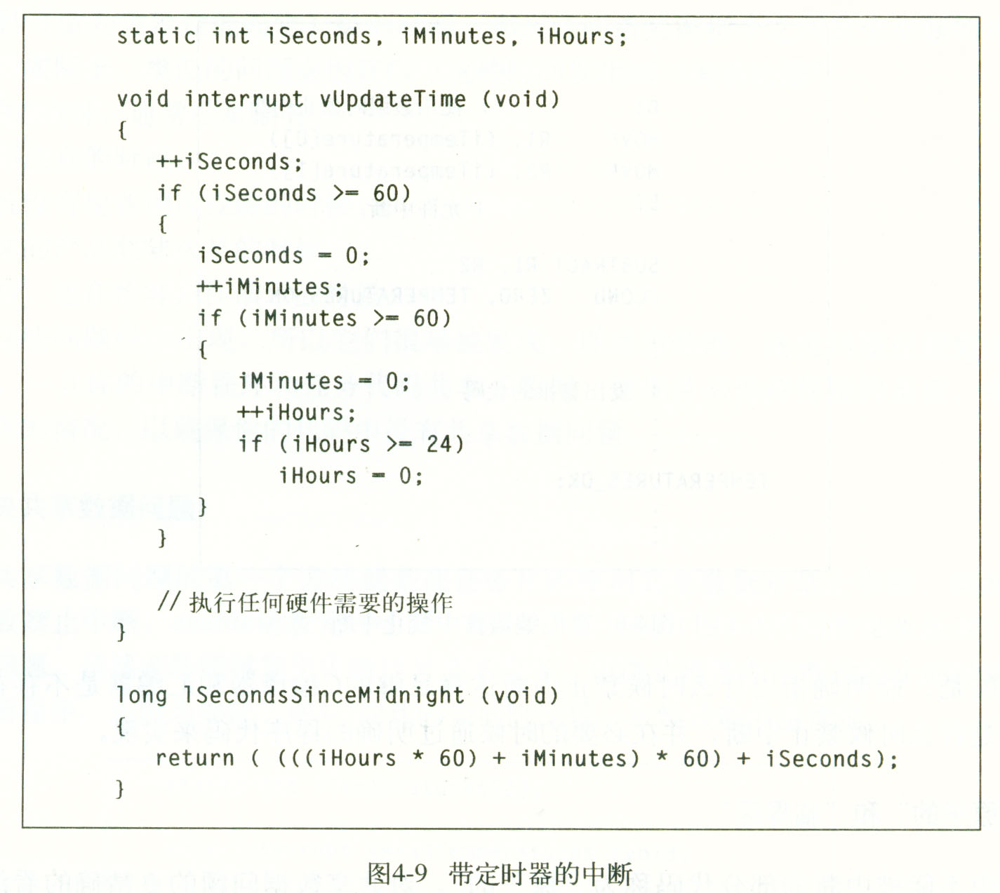 static int iSeconds, iMinutes, iHours;
void interrupt vUpdateTime (void)
{
++iSeconds;
if (iSeconds >= 60)
{
iSeconds = 0;
++iMinutes;
if (iMinutes >= 60)
{
iMinutes = 0;
++iHours;
if (iHours >= 24)
iHours = 0;
}
}
// 执行任何硬件需要的操作
}
long lSecondsSinceMidnight (void)
{
return ( (((iHours * 60) + iMinutes) * 60) + iSeconds);
}
图4-9 带定时器的中断